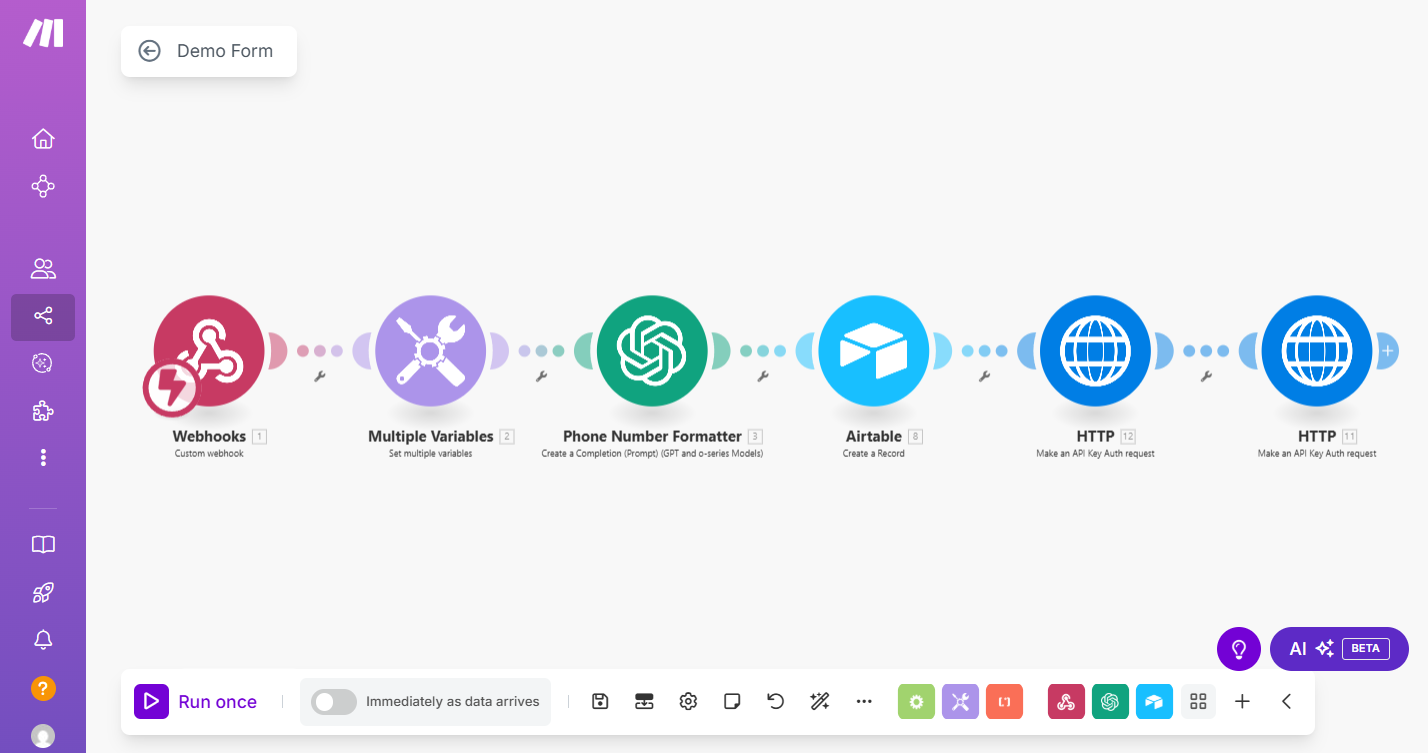 Demo Form
Webhooks 1
Custom webhook
Multiple Variables 2
Set multiple variables
Phone Number Formatter 3
Create a Completion (Prompt) (GPT and o-series Models)
Airtable 8
Create a Record
HTTP 12
Make an API Key Auth request
HTTP 11
Make an API Key Auth request
AI BETA
?
Run once
Immediately as data arrives